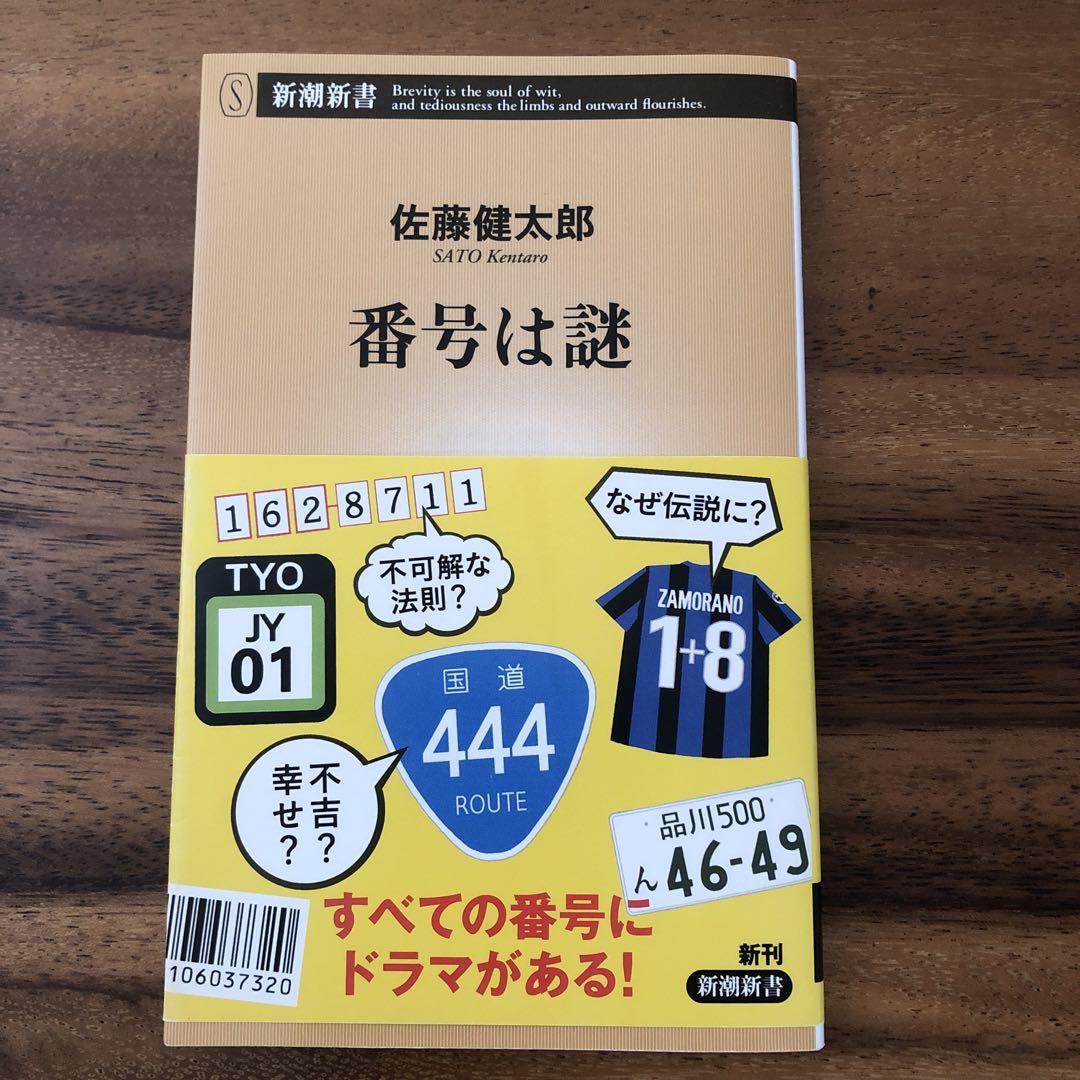 S
新潮新書
Brevity is the soul of wit,
and tediousness the limbs and outward flourishes.
佐藤健太郎
SATO Kentaro
番号は謎
162-8711
不可解な
法則？
なぜ伝説に？
ZAMORANO
1+8
TYO
JY
01
国道
444
ROUTE
不吉？
幸せ？
品川500
ん 46-49
すべての番号に
ドラマがある！
106037320
新刊
新潮新書